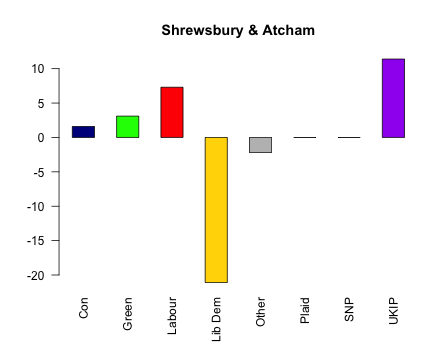 Shrewsbury & Atcham
10
5
0
-5
-10
-15
-20
Con
Green
Labour
Lib Dem
Other
Plaid
SNP
UKIP